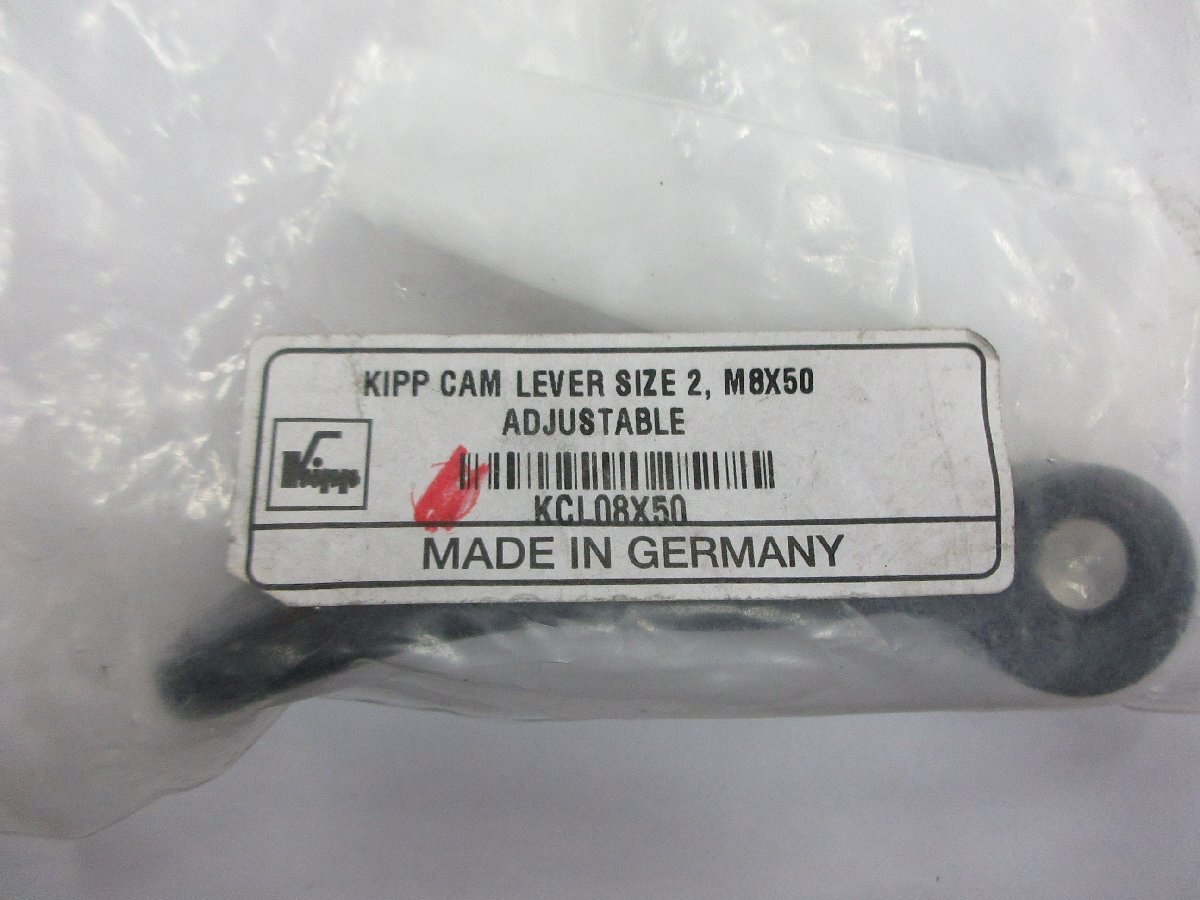 KIPP CAM LEVER SIZE 2, M8X50
ADJUSTABLE
Kipp
KCL08X50
MADE IN GERMANY